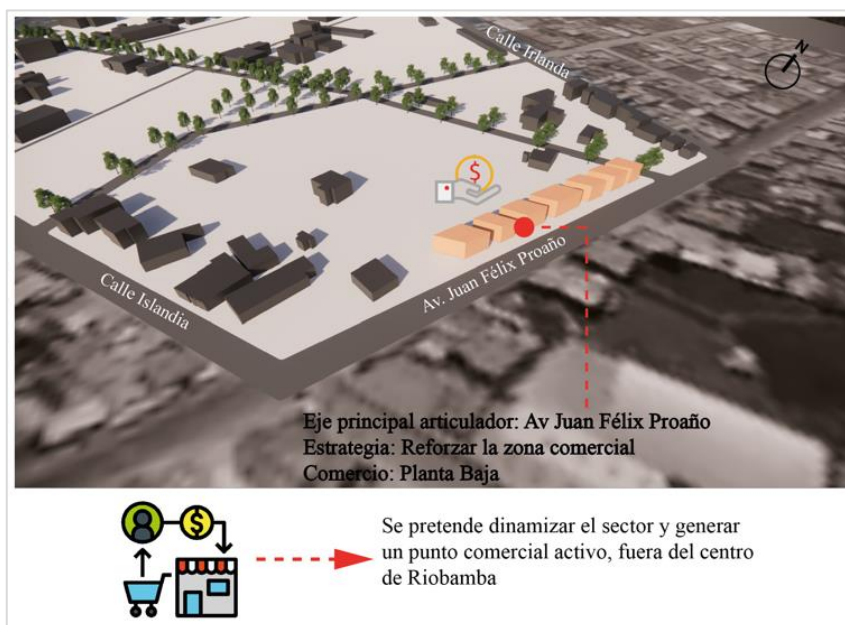 Calle Irlanda
N
$
Av. Juan Félix Proaño
Calle Islandia
Eje principal articulador: Av Juan Félix Proaño
Estrategia: Reforzar la zona comercial
Comercio: Planta Baja
$
Se pretende dinamizar el sector y generar
un punto comercial activo, fuera del centro
de Riobamba